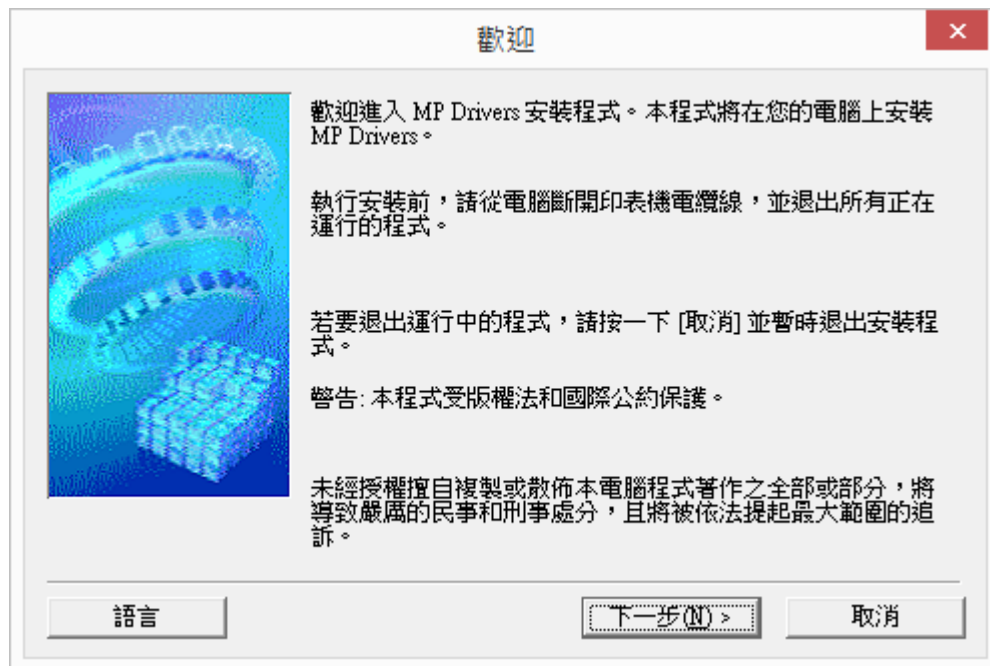 歡迎
歡迎進入 MP Drivers 安裝程式。本程式將在您的電腦上安裝
MP Drivers。
執行安裝前，請從電腦斷開印表機電纜線，並退出所有正在
運行的程式。
若要退出運行中的程式，請按一下 [取消] 並暫時退出安裝程
式。
警告: 本程式受版權法和國際公約保護。
未經授權擅自複製或散佈本電腦程式著作之全部或部分，將
導致嚴厲的民事和刑事處分，且將被依法提起最大範圍的追
訴。
語言
下一步(N) >
取消